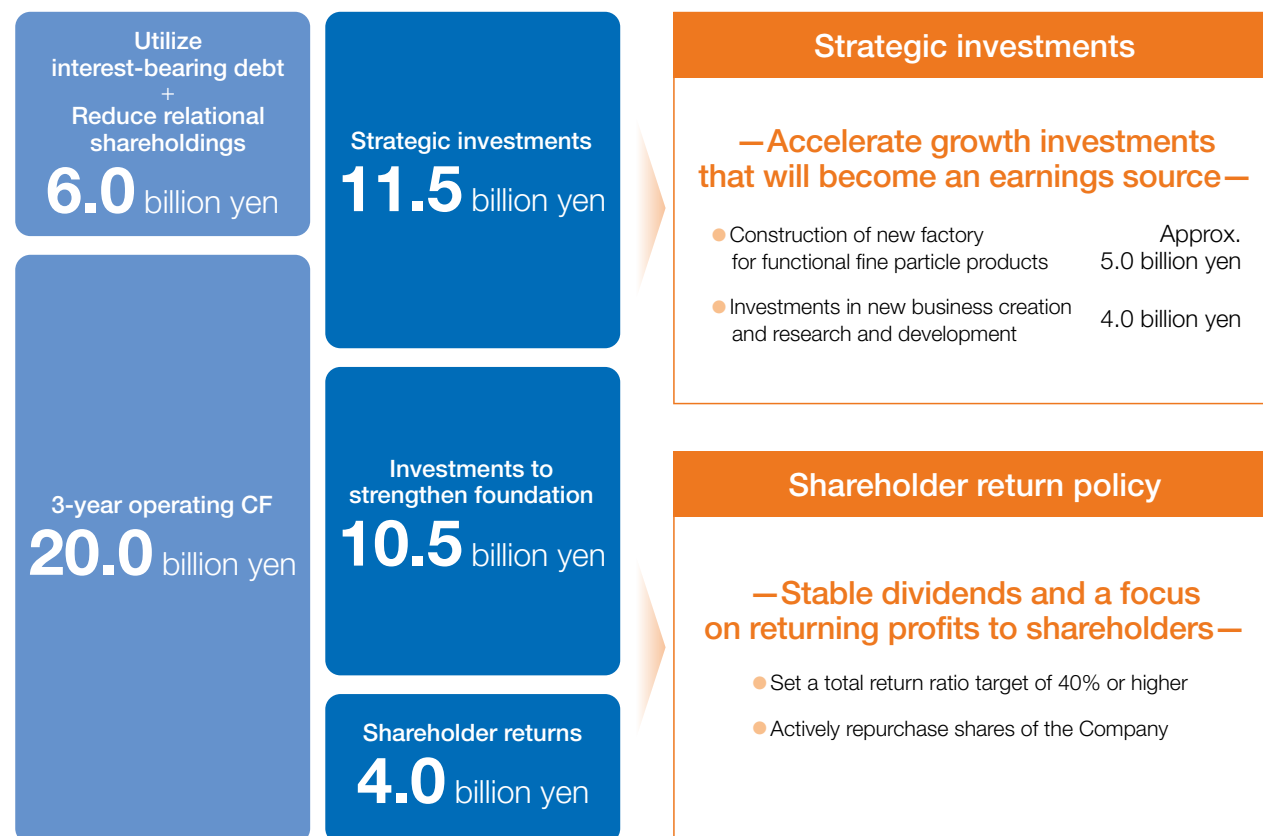 Utilize
interest-bearing debt
+
Reduce relational
shareholdings
6.0 billion yen
3-year operating CF
20.0 billion yen
Strategic investments
11.5 billion yen
Investments to
strengthen foundation
10.5 billion yen
Shareholder returns
4.0 billion yen
Strategic investments
—Accelerate growth investments
that will become an earnings source—
● Construction of new factory
for functional fine particle products
Approx.
5.0 billion yen
● Investments in new business creation
and research and development
4.0 billion yen
Shareholder return policy
—Stable dividends and a focus
on returning profits to shareholders—
● Set a total return ratio target of 40% or higher
● Actively repurchase shares of the Company